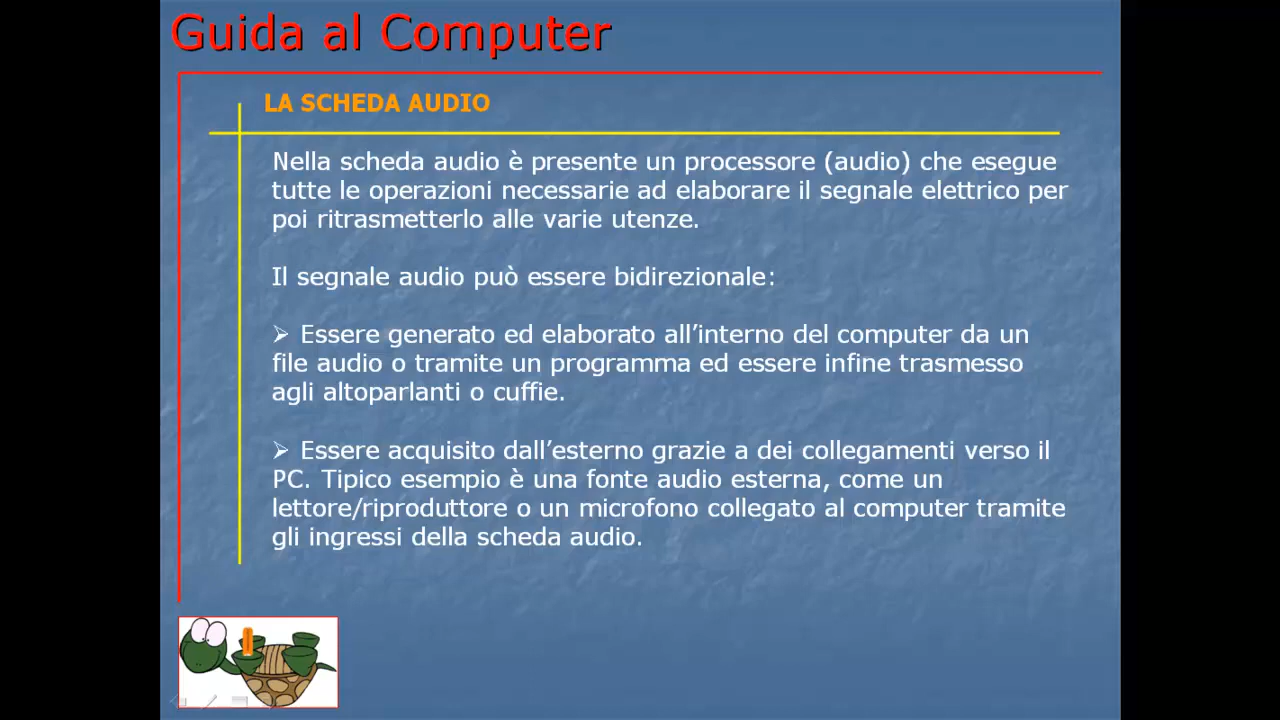 Guida al Computer
LA SCHEDA AUDIO
Nella scheda audio è presente un processore (audio) che esegue
tutte le operazioni necessarie ad elaborare il segnale elettrico per
poi ritrasmetterlo alle varie utenze.
Il segnale audio può essere bidirezionale:
➢ Essere generato ed elaborato all’interno del computer da un
file audio o tramite un programma ed essere infine trasmesso
agli altoparlanti o cuffie.
➢ Essere acquisito dall’esterno grazie a dei collegamenti verso il
PC. Tipico esempio è una fonte audio esterna, come un
lettore/riproduttore o un microfono collegato al computer tramite
gli ingressi della scheda audio.